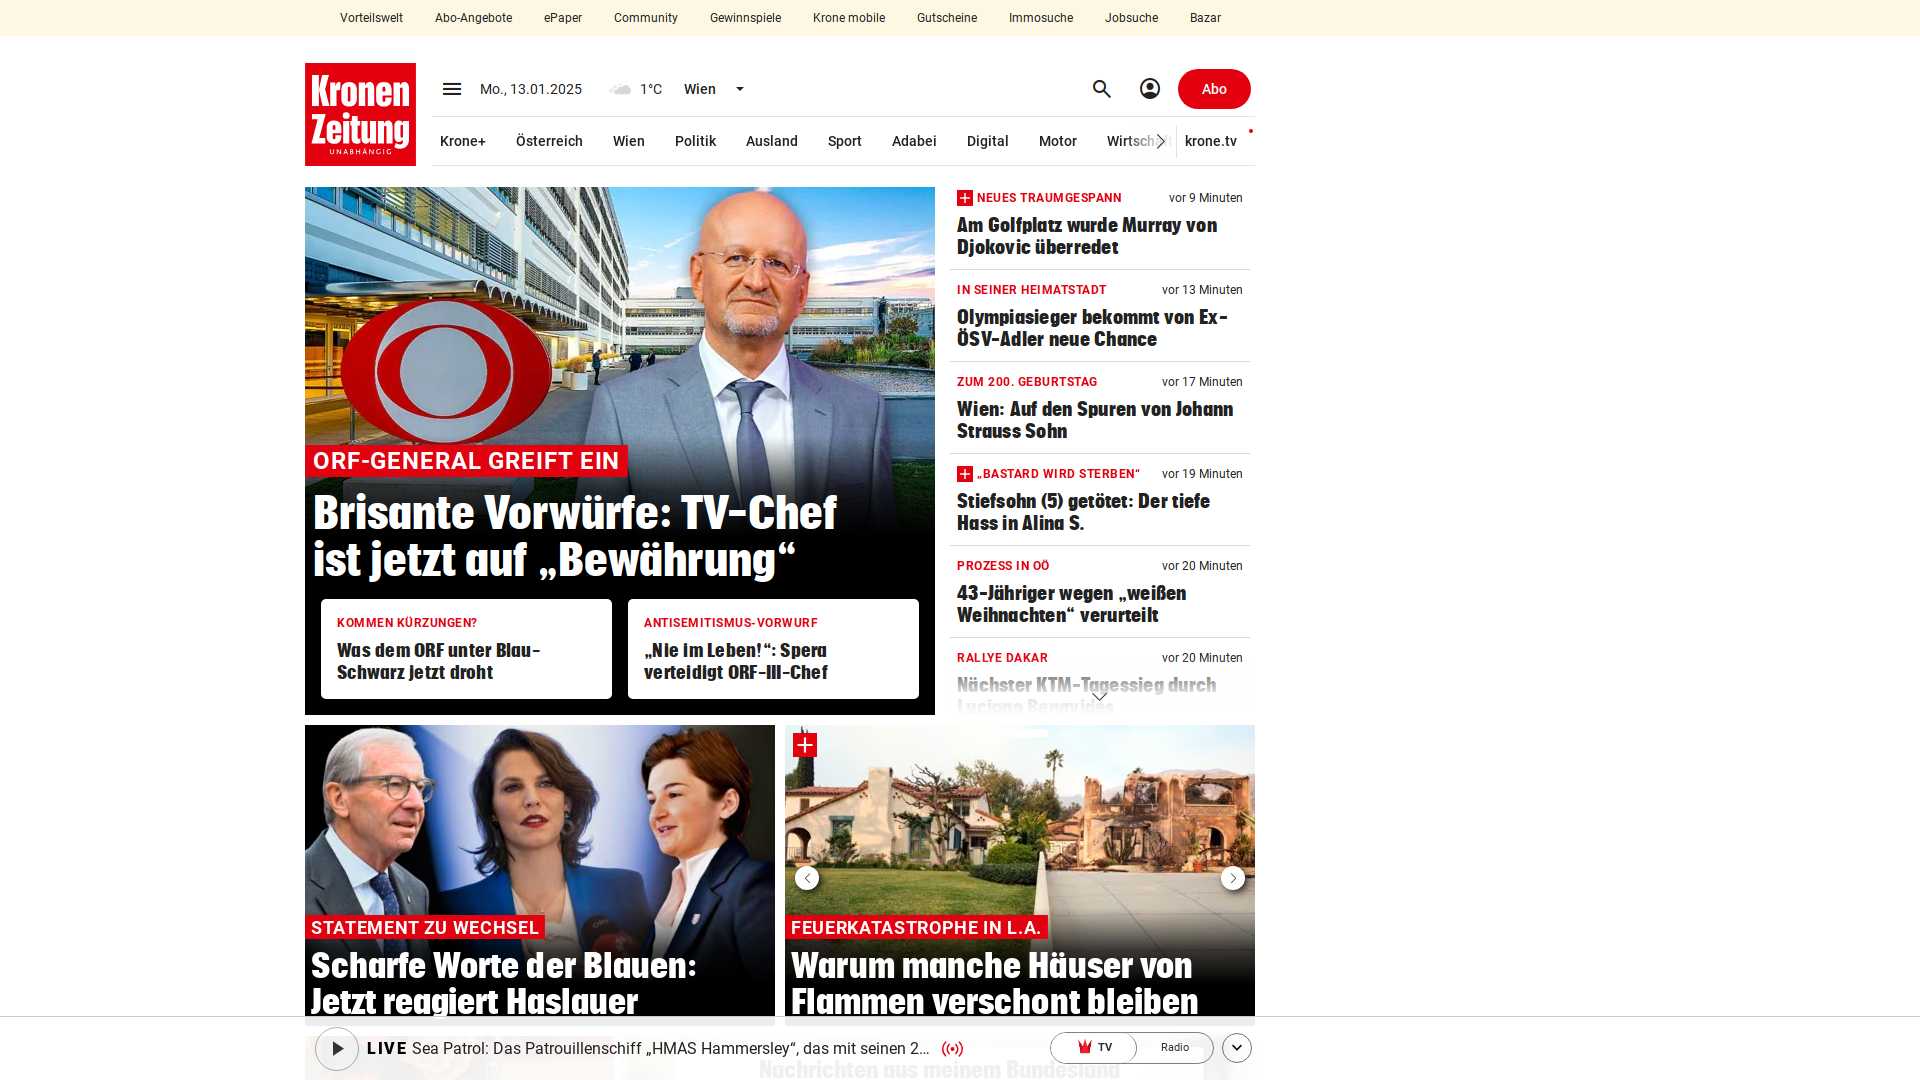 Vorteilswelt Abo-Angebote ePaper Community Gewinnspiele Krone mobile Gutscheine Immosuche Jobsuche Bazar
Kronen
Zeitung
UNABHÄNGIG
Mo., 13.01.2025 1°C Wien Abo
Krone+ Österreich Wien Politik Ausland Sport Adabei Digital Motor Wirtschaft krone.tv
ORF-GENERAL GREIFT EIN
Brisante Vorwürfe: TV-Chef
ist jetzt auf „Bewährung“
KOMMEN KÜRZUNGEN?
Was dem ORF unter Blau-
Schwarz jetzt droht
ANTISEMITISMUS-VORWURF
„Nie im Leben!“: Spera
verteidigt ORF-III-Chef
NEUES TRAUMGESPANN vor 9 Minuten
Am Golfplatz wurde Murray von
Djokovic überredet
IN SEINER HEIMATSTADT vor 13 Minuten
Olympiasieger bekommt von Ex-
ÖSV-Adler neue Chance
ZUM 200. GEBURTSTAG vor 17 Minuten
Wien: Auf den Spuren von Johann
Strauss Sohn
„BASTARD WIRD STERBEN“ vor 19 Minuten
Stiefsohn (5) getötet: Der tiefe
Hass in Alina S.
PROZESS IN OÖ vor 20 Minuten
43-Jähriger wegen „weißen
Weihnachten“ verurteilt
RALLYE DAKAR vor 20 Minuten
Nächster KTM-Tagessieg durch
Luciano Benavides
STATEMENT ZU WECHSEL
Scharfe Worte der Blauen:
Jetzt reagiert Haslauer
FEUERKATASTROPHE IN L.A.
Warum manche Häuser von
Flammen verschont bleiben
LIVE Sea Patrol: Das Patrouillenschiff „HMAS Hammersley“, das mit seinen 2... TV Radio
Nachrichten aus meinem Bundesland